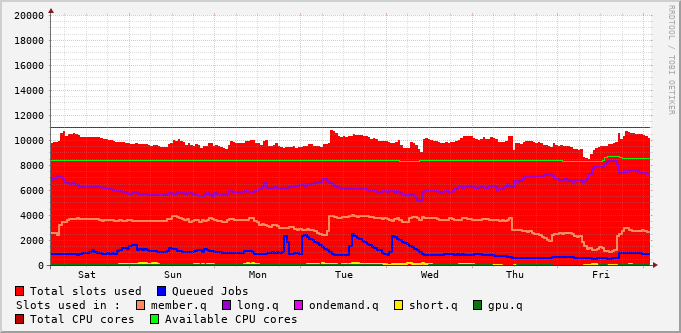 RRDTOOL / TOBI OETIKER
20000
18000
16000
14000
12000
10000
8000
6000
4000
2000
0
Sat Sun Mon Tue Wed Thu Fri
Total slots used Queued Jobs
Slots used in : member.q long.q ondemand.q short.q gpu.q
Total CPU cores Available CPU cores